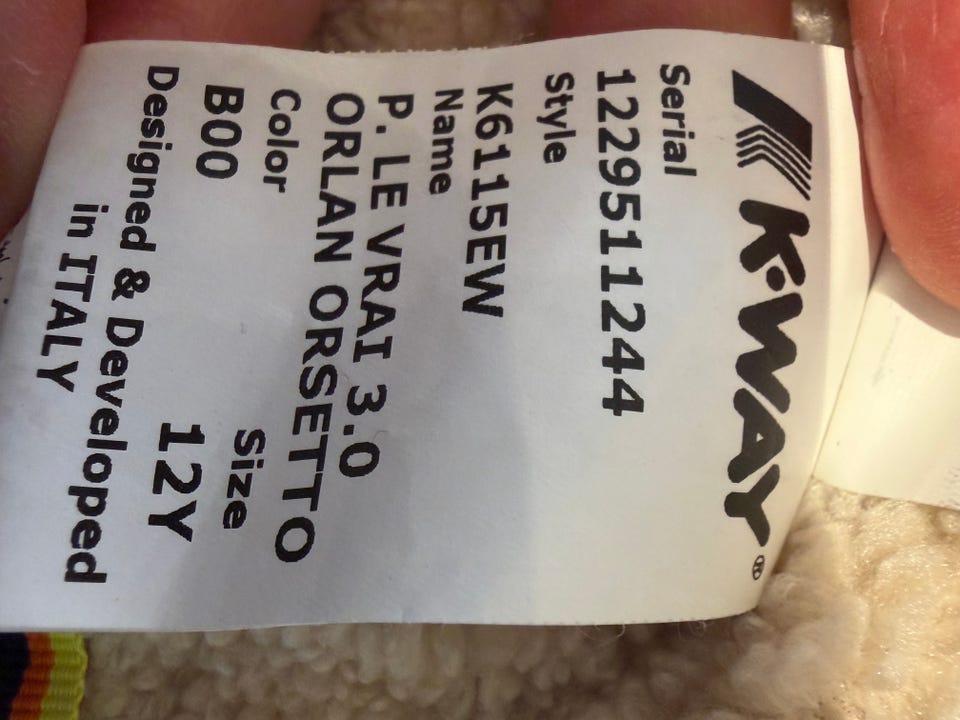 K·WAY®
Serial
1229511244
Style
K6115EW
Name
P. LE VRAI 3.0
ORLAN ORSETTO
Color Size
B00 12Y
Designed & Developed
in ITALY